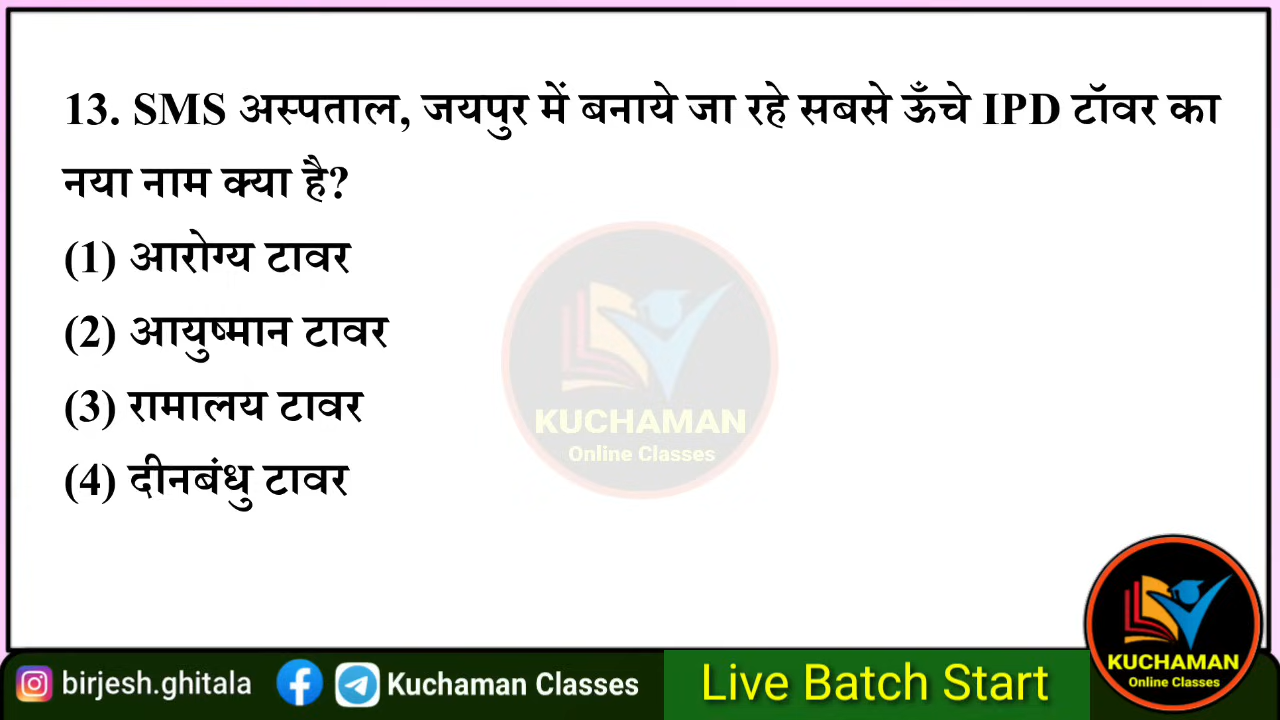 13. SMS अस्पताल, जयपुर में बनाये जा रहे सबसे ऊँचे IPD टॉवर का
नया नाम क्या है?
(1) आरोग्य टावर
(2) आयुष्मान टावर
(3) रामालय टावर
(4) दीनबंधु टावर
KUCHAMAN
Online Classes
birjesh.ghitala
Kuchaman Classes
Live Batch Start
KUCHAMAN
Online Classes